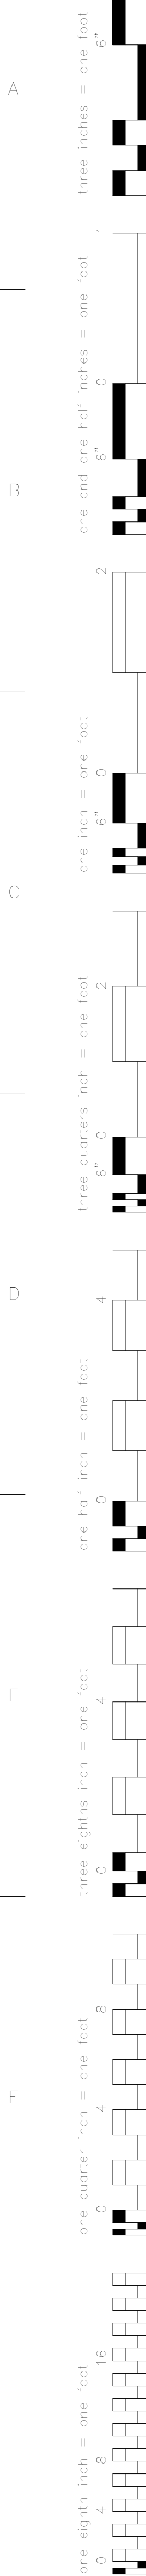 A
three inches = one foot
6"
1
one and one half inches = one foot
0
6"
B
2
one inch = one foot
0
6"
C
three quarters inch = one foot
2
0
6"
D
one half inch = one foot
4
0
E
three eighths inch = one foot
4
0
F
one quarter inch = one foot
8
4
0
one eighth inch = one foot
16
8
4
0